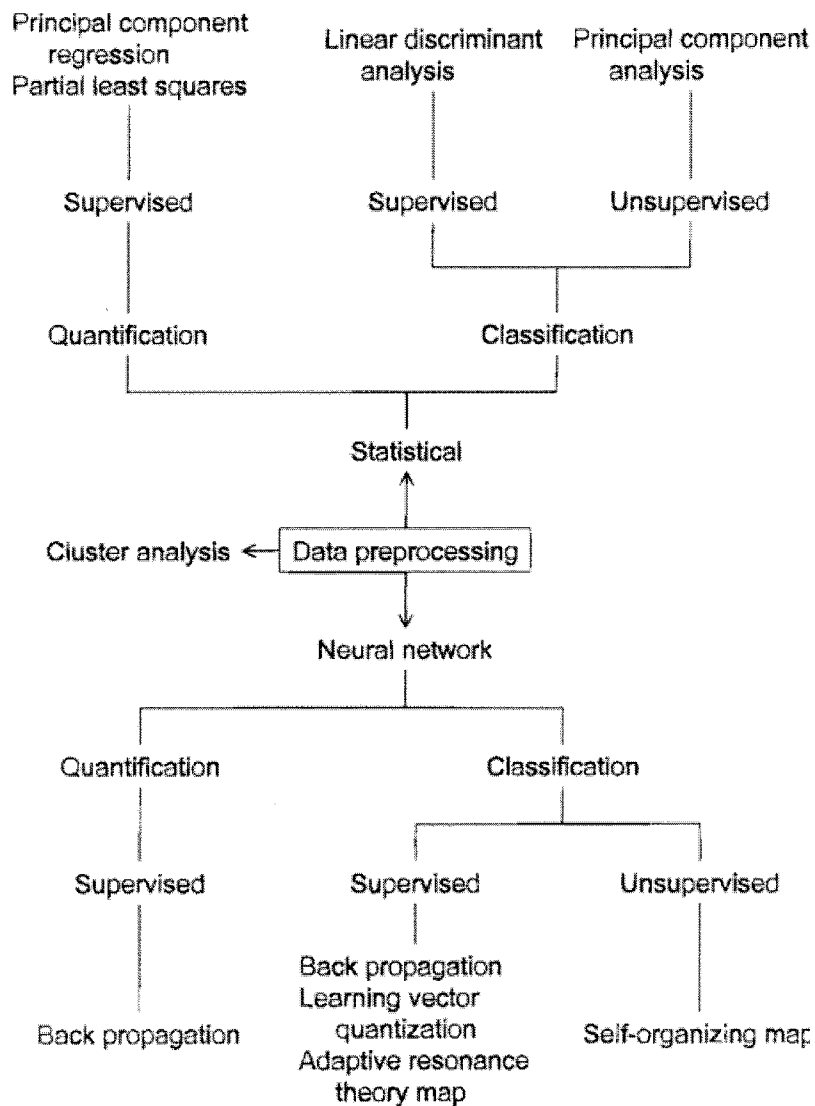 Principal component
regression
Partial least squares
Linear discriminant
analysis
Principal component
analysis
Supervised
Supervised
Unsupervised
Quantification
Classification
Statistical
Cluster analysis
Data preprocessing
Neural network
Quantification
Classification
Supervised
Supervised
Unsupervised
Back propagation
Back propagation
Learning vector
quantization
Adaptive resonance
theory map
Self-organizing map